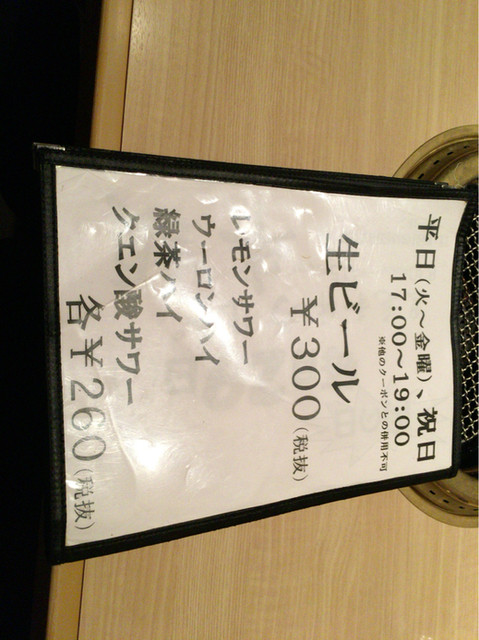 平日(火～金曜)、祝日
17:00～19:00
※他のクーポンとの併用不可
生ビール
￥300(税抜)
レモンサワー
ウーロンハイ
緑茶ハイ
クエン酸サワー
各￥260(税抜)